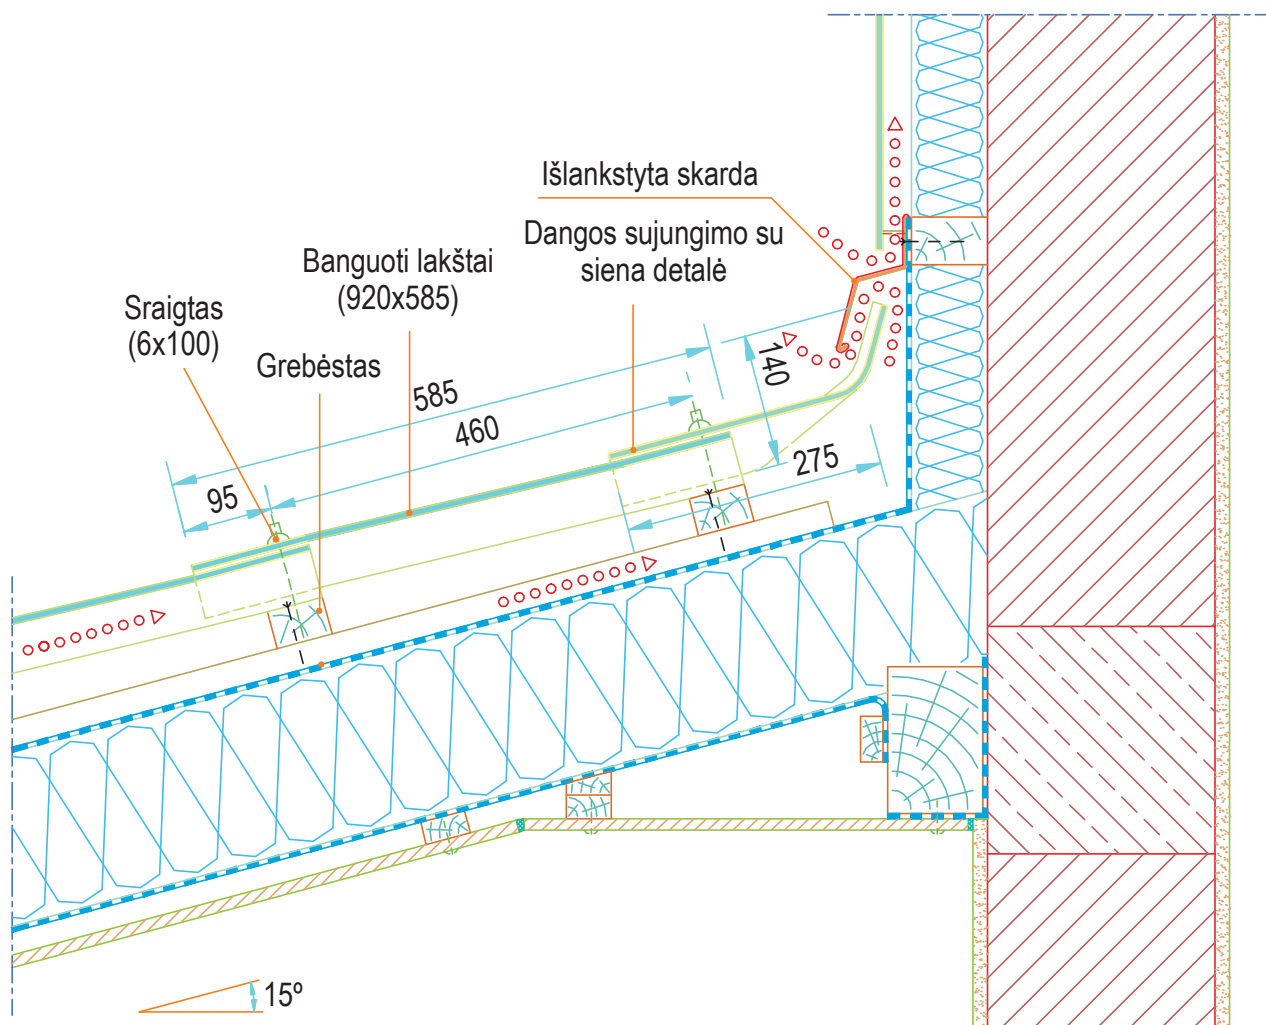 Išlankstyta skarda
Dangos sujungimo su
siena detalė
Banguoti lakštai
(920x585)
Sraigtas
(6x100)
Grebėstas
585
460
140
95
275
15º